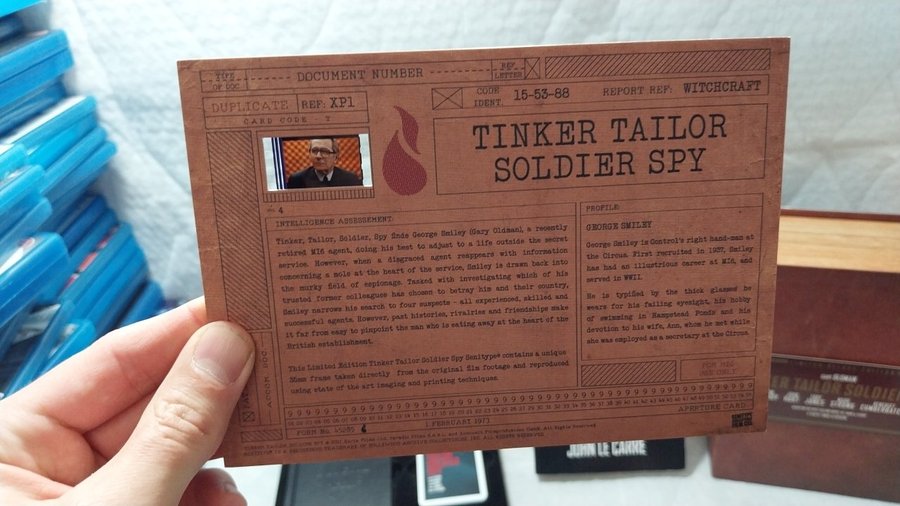 TYPE OF DOC
DOCUMENT NUMBER
REF. LETTER
DUPLICATE REF: XP1
CARD CODE - T
CODE IDENT. 15-53-88 REPORT REF: WITCHCRAFT
TINKER TAILOR
SOLDIER SPY
4
INTELLIGENCE ASSESSMENT:
Tinker, Tailor, Soldier, Spy finds George Smiley (Gary Oldman), a recently
retired MI6 agent, doing his best to adjust to a life outside the secret
service. However, when a disgraced agent reappears with information
concerning a mole at the heart of the service, Smiley is drawn back into
the murky field of espionage. Tasked with investigating which of his
trusted former colleagues has chosen to betray him and their country,
Smiley narrows his search to four suspects - all experienced, skilled and
successful agents. However, past histories, rivalries and friendships make
it far from easy to pinpoint the man who is eating away at the heart of the
British establishment.
This Limited Edition Tinker Tailor Soldier Spy Senitype® contains a unique
35mm frame taken directly from the original film footage and reproduced
using state of the art imaging and printing techniques.
PROFILE:
GEORGE SMILEY
George Smiley is Control's right hand-man at
the Circus. First recruited in 1937, Smiley
has had an illustrious career at MI6, and
served in WWII.
He is typified by the thick glasses he
wears for his failing eyesight, his hobby
of swimming in Hampstead Ponds and his
devotion to his wife, Ann, whom he met while
she was employed as a secretary at the Circus.
FOR MI6
USE ONLY
APERTURE CARD
FORM No.
1 FEBRUARY 1973
JOHN LE CARRÉ